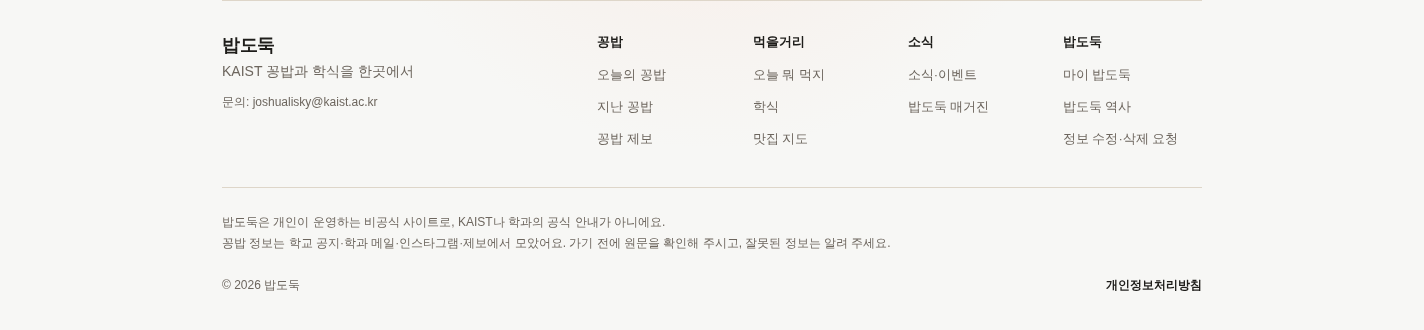 밥도둑
KAIST 꽁밥과 학식을 한곳에서
문의: joshualisky@kaist.ac.kr
꽁밥
오늘의 꽁밥
지난 꽁밥
꽁밥 제보
먹을거리
오늘 뭐 먹지
학식
맛집 지도
소식
소식·이벤트
밥도둑 매거진
밥도둑
마이 밥도둑
밥도둑 역사
정보 수정·삭제 요청
밥도둑은 개인이 운영하는 비공식 사이트로, KAIST나 학과의 공식 안내가 아니에요.
꽁밥 정보는 학교 공지·학과 메일·인스타그램·제보에서 모았어요. 가기 전에 원문을 확인해 주시고, 잘못된 정보는 알려 주세요.
© 2026 밥도둑
개인정보처리방침